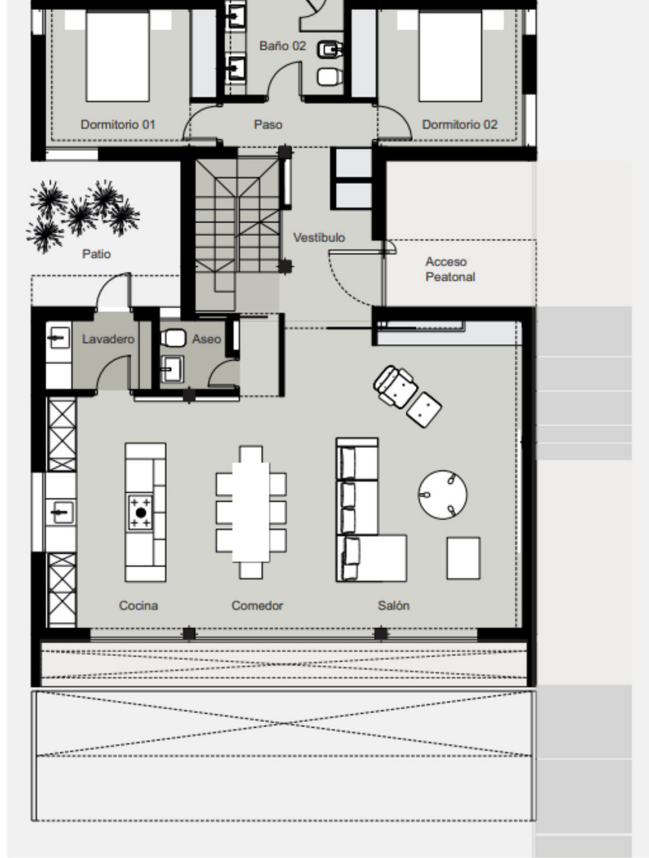 Baño 02
Dormitorio 01
Paso
Dormitorio 02
Vestíbulo
Patio
Acceso
Peatonal
Lavadero
Aseo
Cocina
Comedor
Salón